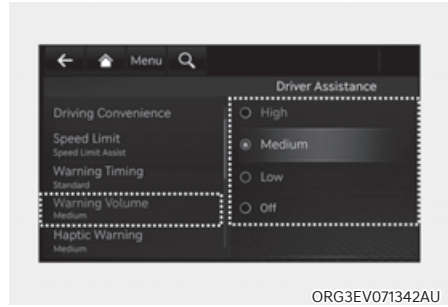 Menu
Driver Assistance
Driving Convenience
Speed Limit
Speed Limit Assist
Warning Timing
Standard
Warning Volume
Medium
Haptic Warning
Medium
High
Medium
Low
Off
ORG3EV071342AU